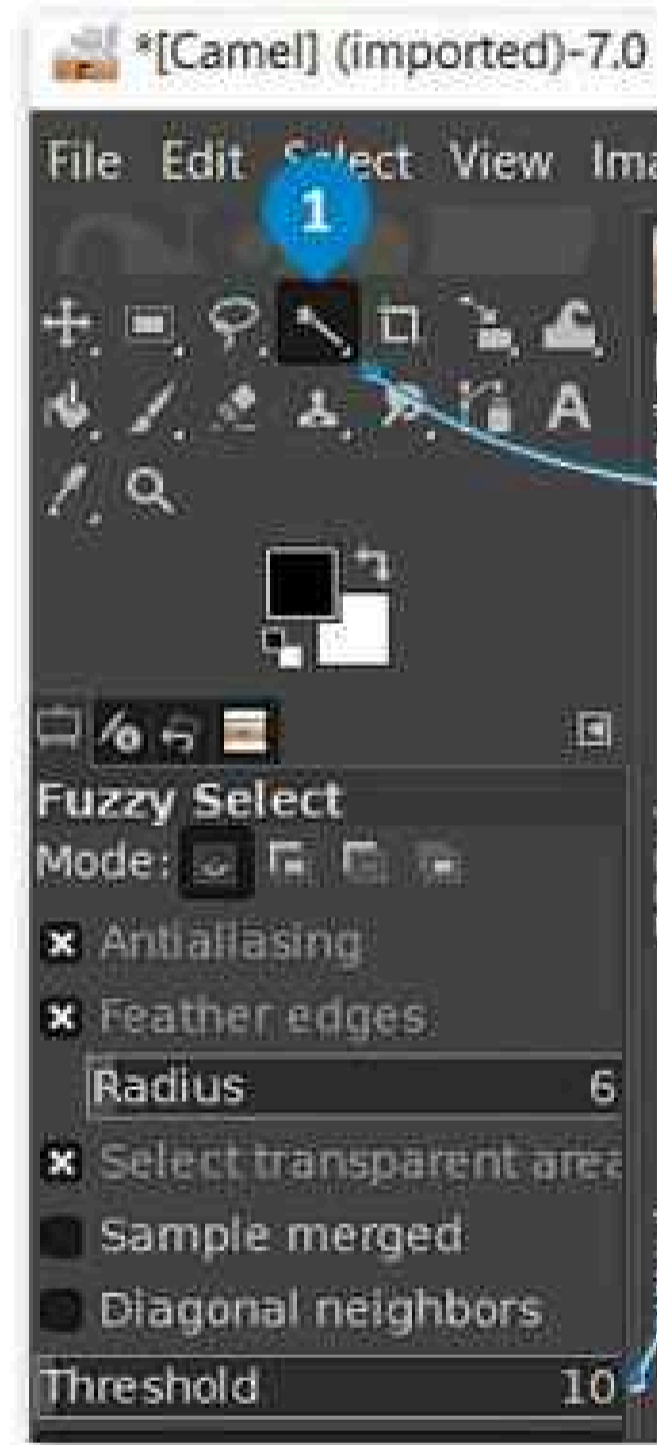 *[Camel] (imported)-7.0
File Edit Select View Ima
1
A
Fuzzy Select
Mode:
Antialiasing
Feather edges
Radius 6
Select transparent area
Sample merged
Diagonal neighbors
Threshold 10